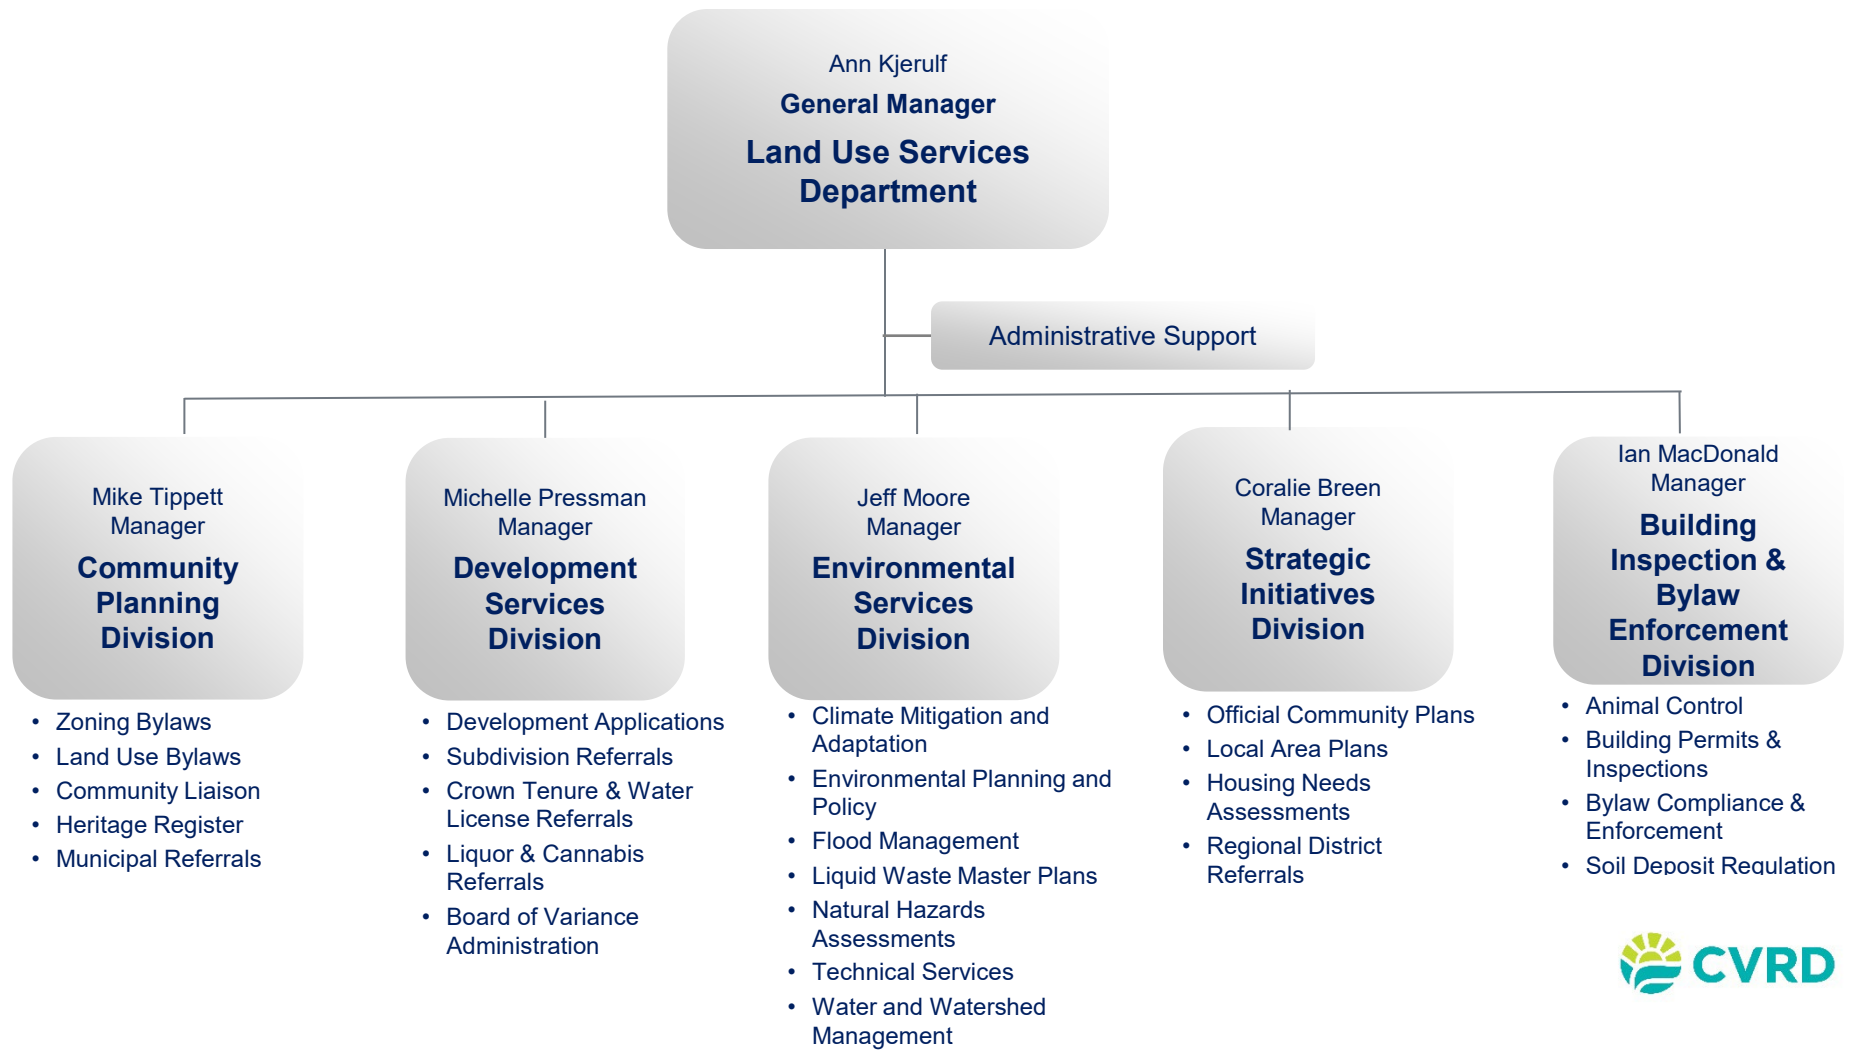 Ann Kjerulf
General Manager
Land Use Services
Department
Administrative Support
Mike Tippett
Manager
Community
Planning
Division
• Zoning Bylaws
• Land Use Bylaws
• Community Liaison
• Heritage Register
• Municipal Referrals
Michelle Pressman
Manager
Development
Services
Division
• Development Applications
• Subdivision Referrals
• Crown Tenure & Water
License Referrals
• Liquor & Cannabis
Referrals
• Board of Variance
Administration
Jeff Moore
Manager
Environmental
Services
Division
• Climate Mitigation and
Adaptation
• Environmental Planning and
Policy
• Flood Management
• Liquid Waste Master Plans
• Natural Hazards
Assessments
• Technical Services
• Water and Watershed
Management
Coralie Breen
Manager
Strategic
Initiatives
Division
• Official Community Plans
• Local Area Plans
• Housing Needs
Assessments
• Regional District
Referrals
Ian MacDonald
Manager
Building
Inspection &
Bylaw
Enforcement
Division
• Animal Control
• Building Permits &
Inspections
• Bylaw Compliance &
Enforcement
• Soil Deposit Regulation
CVRD